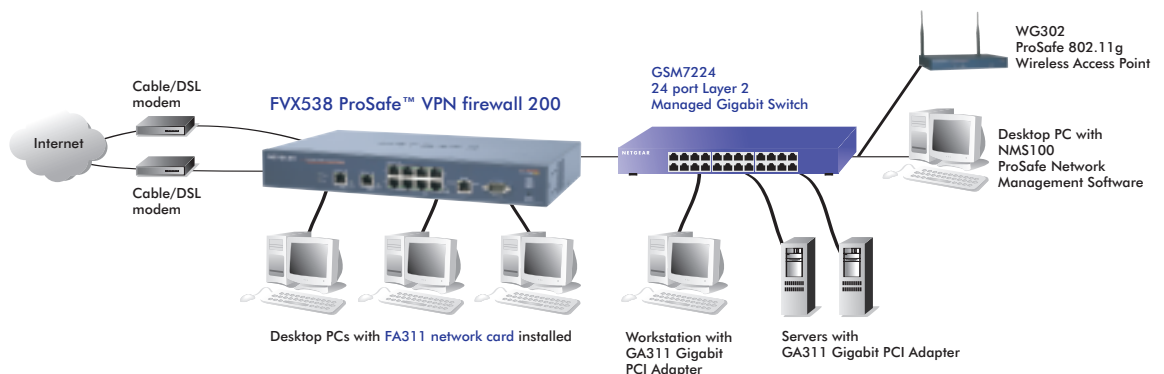 Internet
Cable/DSL
modem
Cable/DSL
modem
FVX538 ProSafe™ VPN firewall 200
GSM7224
24 port Layer 2
Managed Gigabit Switch
NETGEAR
WG302
ProSafe 802.11g
Wireless Access Point
Desktop PC with
NMS100
ProSafe Network
Management Software
Desktop PCs with FA311 network card installed
Workstation with
GA311 Gigabit
PCI Adapter
Servers with
GA311 Gigabit PCI Adapter